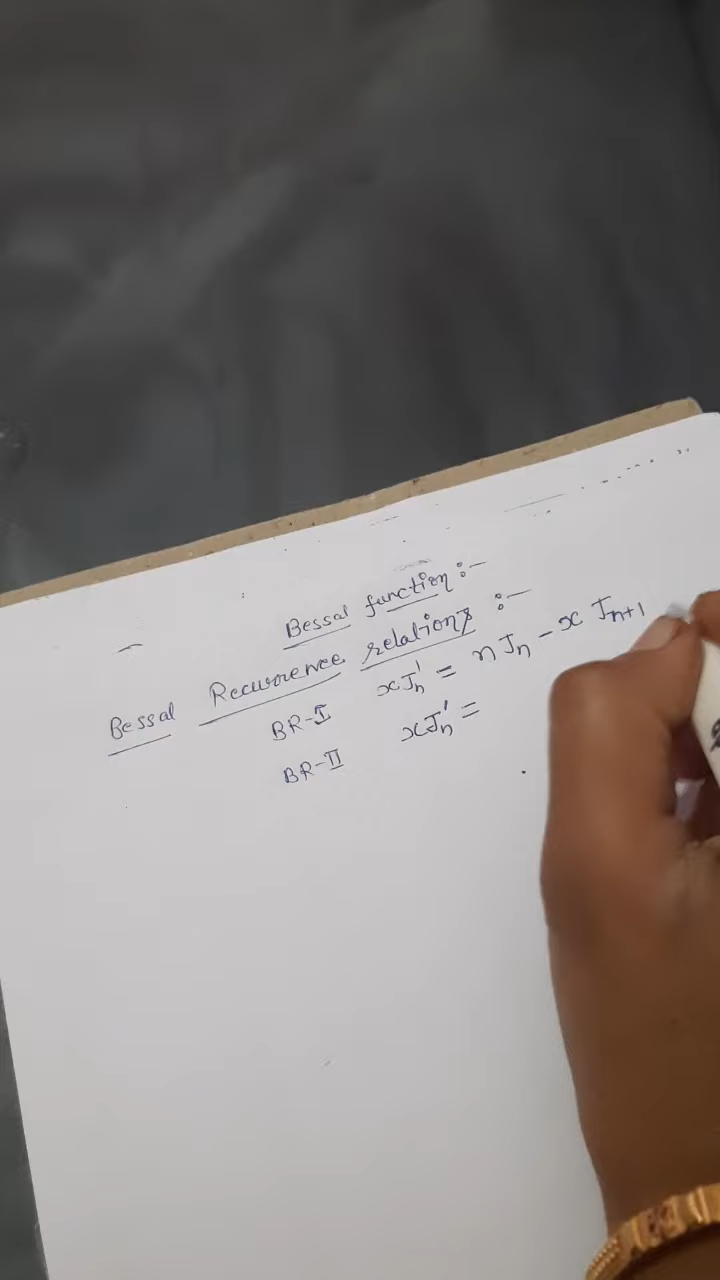 Bessal function :-
Bessal Recurrence relations :-
BR-I xJn' = nJn - x Jn+1
BR-II xJn' =